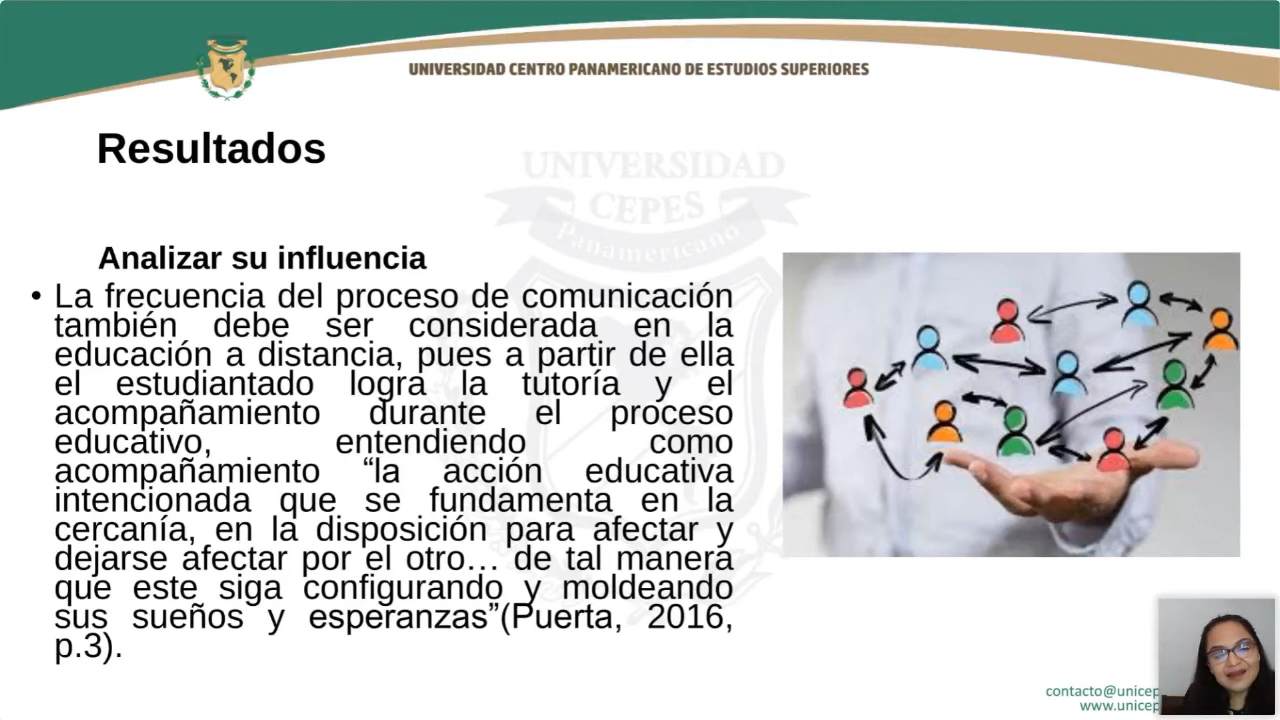 UNIVERSIDAD CENTRO PANAMERICANO DE ESTUDIOS SUPERIORES
Resultados
UNIVERSIDAD
CEPES
Panamericano
Analizar su influencia
• La frecuencia del proceso de comunicación
también debe ser considerada en la
educación a distancia, pues a partir de ella
el estudiantado logra la tutoría y el
acompañamiento durante el proceso
educativo, entendiendo como
acompañamiento “la acción educativa
intencionada que se fundamenta en la
cercanía, en la disposición para afectar y
dejarse afectar por el otro… de tal manera
que este siga configurando y moldeando
sus sueños y esperanzas”(Puerta, 2016,
p.3).
contacto@unicep
www.unicep